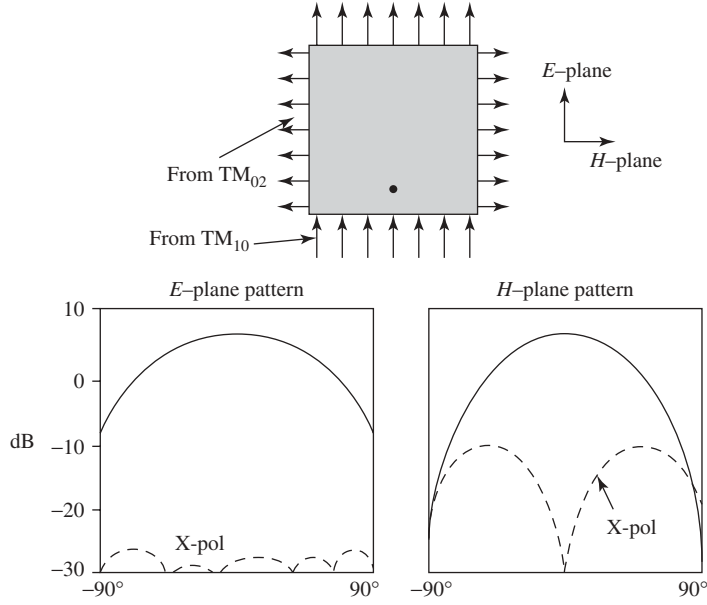 E–plane
H–plane
From TM₀₂
From TM₁₀
E–plane pattern
H–plane pattern
10
0
dB
−10
−20
−30
X-pol
X-pol
−90°
90°
−90°
90°